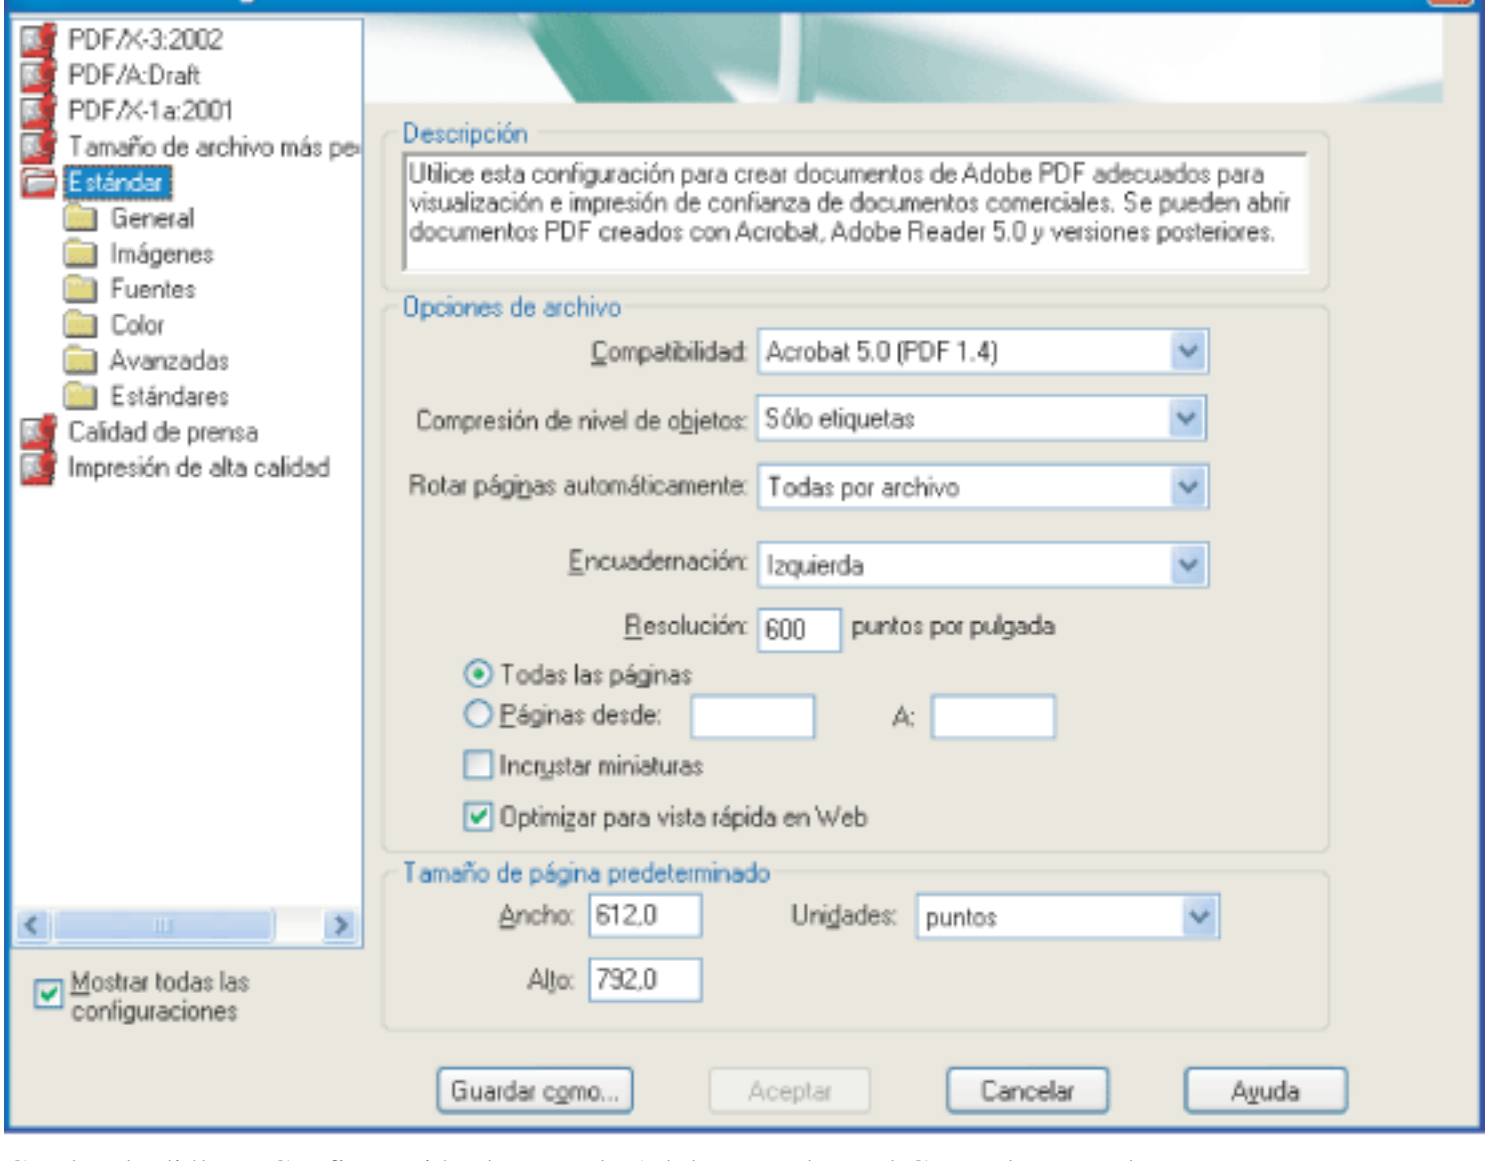 PDF/X-3:2002
PDF/A:Draft
PDF/X-1a:2001
Tamaño de archivo más pe
Estándar
General
Imágenes
Fuentes
Color
Avanzadas
Estándares
Calidad de prensa
Impresión de alta calidad
Mostrar todas las
configuraciones
Descripción
Utilice esta configuración para crear documentos de Adobe PDF adecuados para
visualización e impresión de confianza de documentos comerciales. Se pueden abrir
documentos PDF creados con Acrobat, Adobe Reader 5.0 y versiones posteriores.
Opciones de archivo
Compatibilidad: Acrobat 5.0 (PDF 1.4)
Compresión de nivel de objetos: Sólo etiquetas
Rotar páginas automáticamente: Todas por archivo
Encuadernación: Izquierda
Resolución: 600 puntos por pulgada
Todas las páginas
Páginas desde: A:
Incrustar miniaturas
Optimizar para vista rápida en Web
Tamaño de página predeterminado
Ancho: 612,0 Unidades: puntos
Alto: 792,0
Guardar como... Aceptar Cancelar Ayuda